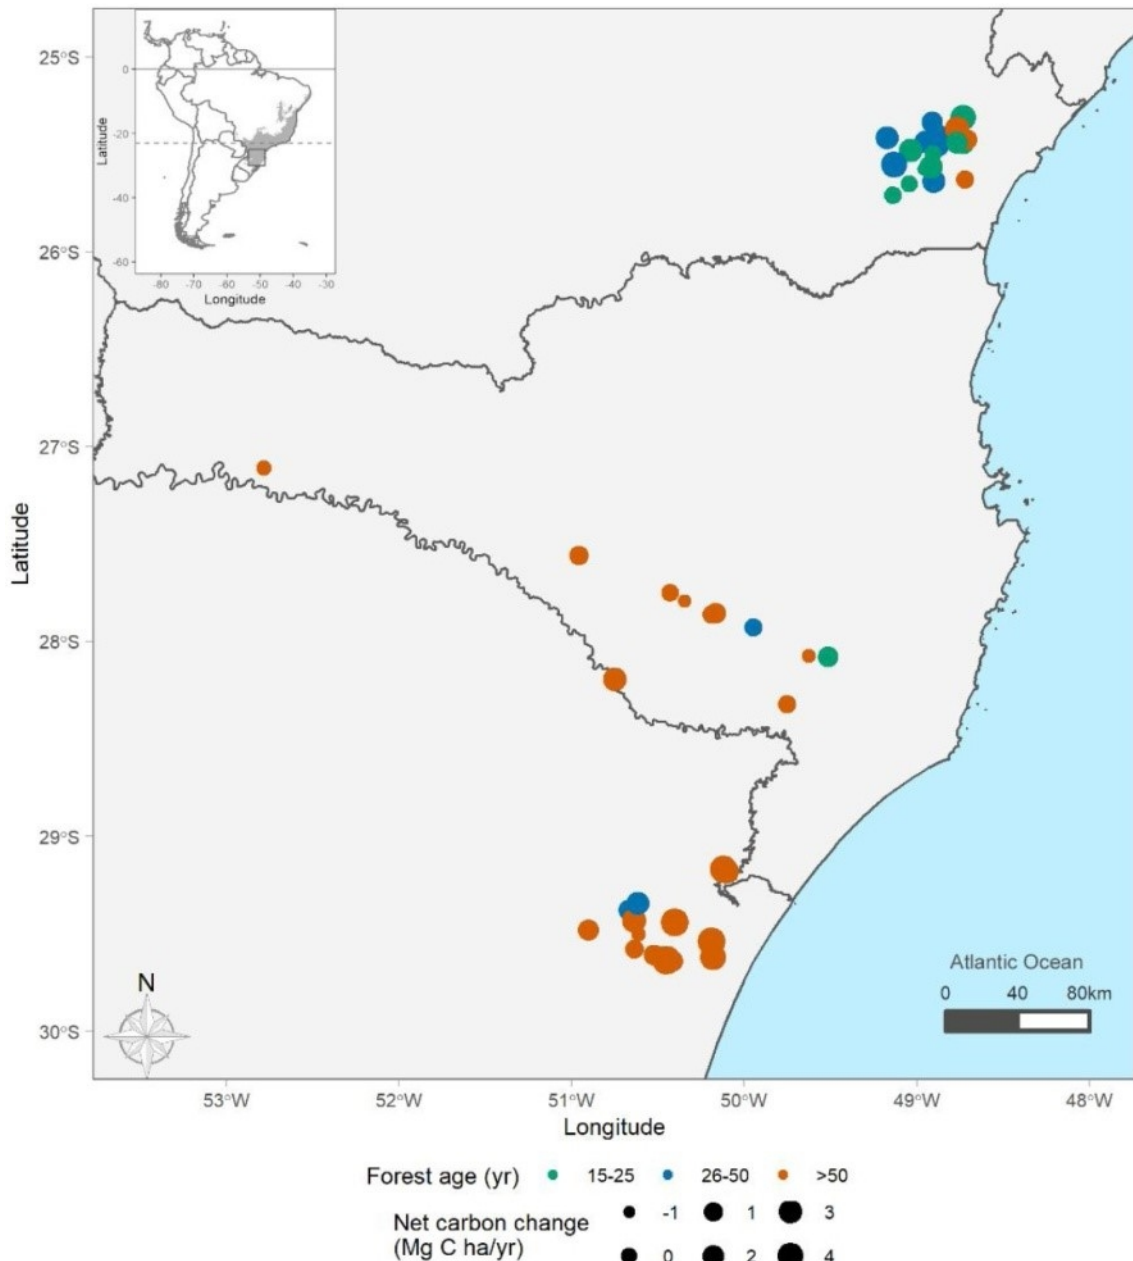 25°S
26°S
27°S
28°S
29°S
30°S
Latitude
0
-20
-40
-60
Latitude
-80 -70 -60 -50 -40 -30
Longitude
N
Atlantic Ocean
0 40 80km
53°W 52°W 51°W 50°W 49°W 48°W
Longitude
Forest age (yr) 15-25 26-50 >50
Net carbon change
(Mg C ha/yr)
-1 1 3
0 2 4